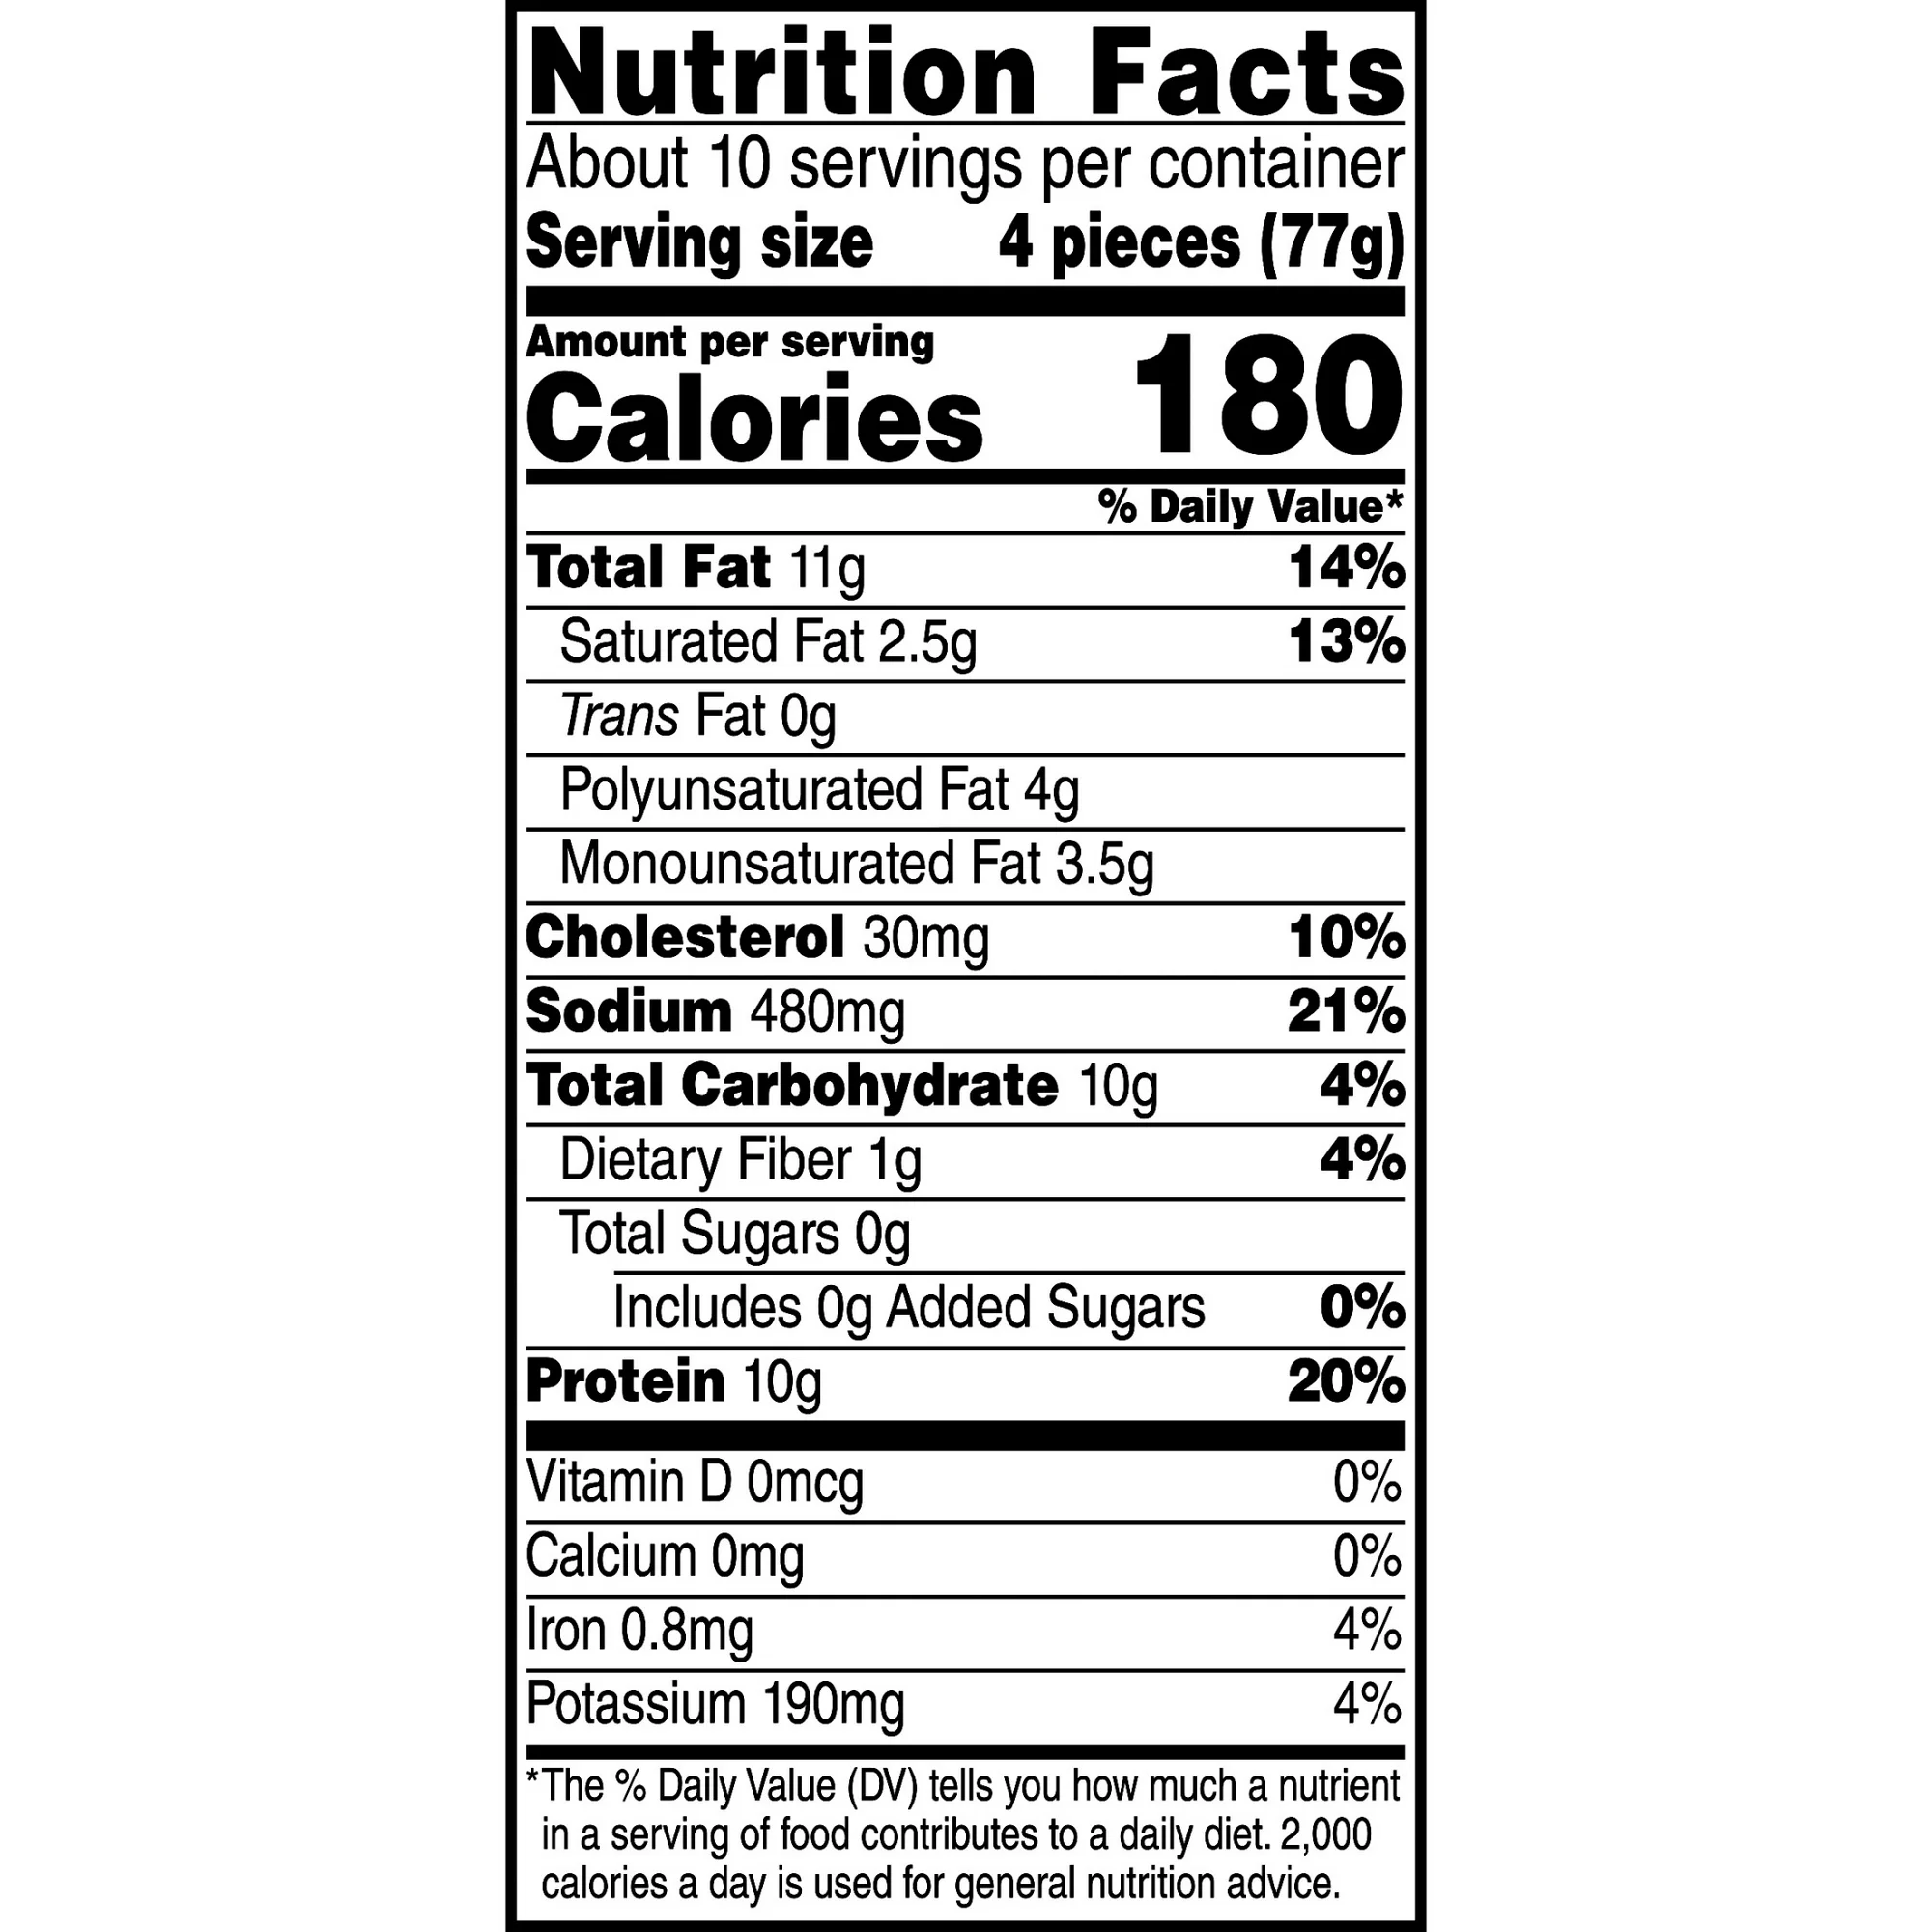 Nutrition Facts
About 10 servings per container
Serving size 4 pieces (77g)
Amount per serving
Calories 180
% Daily Value*
Total Fat 11g 14%
Saturated Fat 2.5g 13%
Trans Fat 0g
Polyunsaturated Fat 4g
Monounsaturated Fat 3.5g
Cholesterol 30mg 10%
Sodium 480mg 21%
Total Carbohydrate 10g 4%
Dietary Fiber 1g 4%
Total Sugars 0g
Includes 0g Added Sugars 0%
Protein 10g 20%
Vitamin D 0mcg 0%
Calcium 0mg 0%
Iron 0.8mg 4%
Potassium 190mg 4%
*The % Daily Value (DV) tells you how much a nutrient
in a serving of food contributes to a daily diet. 2,000
calories a day is used for general nutrition advice.